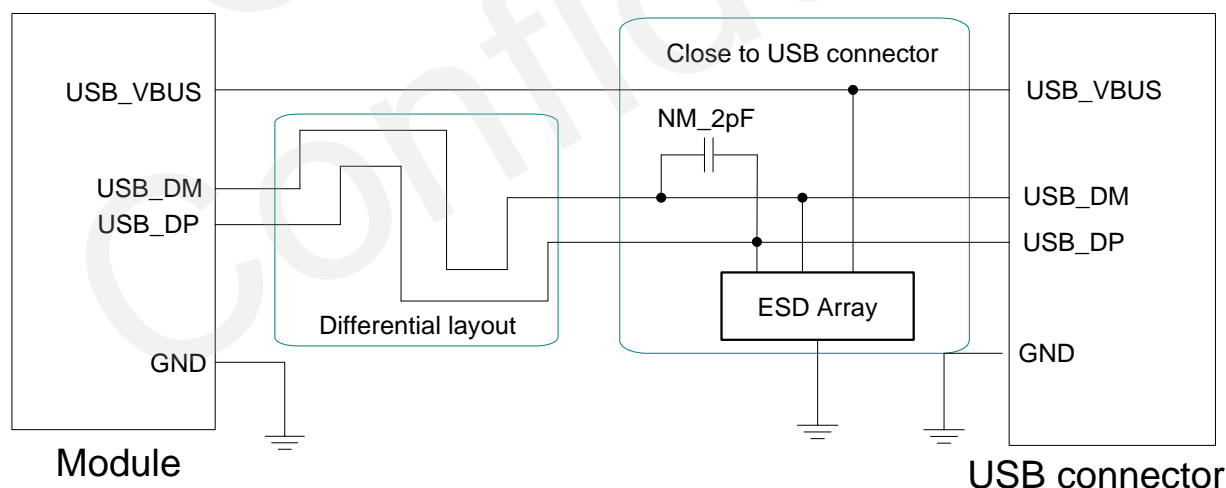 Close to USB connector
USB_VBUS
USB_VBUS
NM_2pF
USB_DM
USB_DM
USB_DP
USB_DP
ESD Array
Differential layout
GND
GND
Module
USB connector